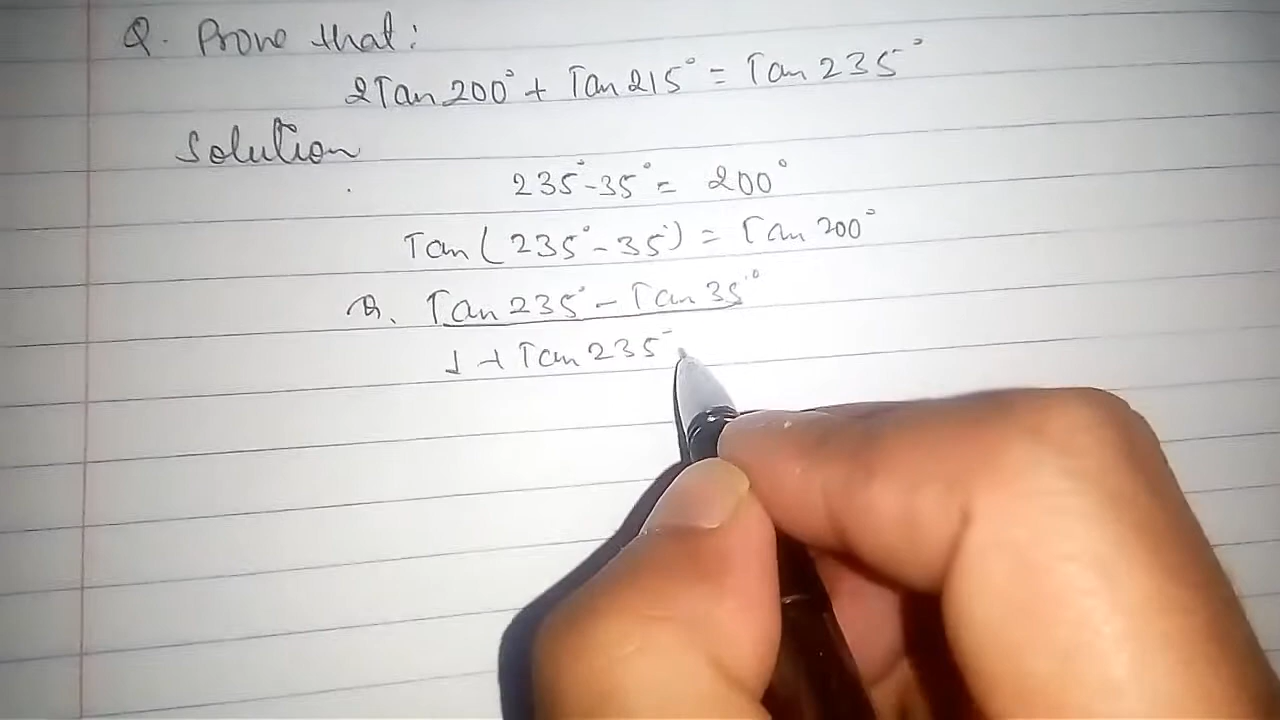 Q. Prove that:
2Tan 200° + Tan 215° = Tan 235°
Solution
235° - 35° = 200°
Tan ( 235° - 35° ) = Tan 200°
Tan 235° - Tan 35°
1 + Tan 235°